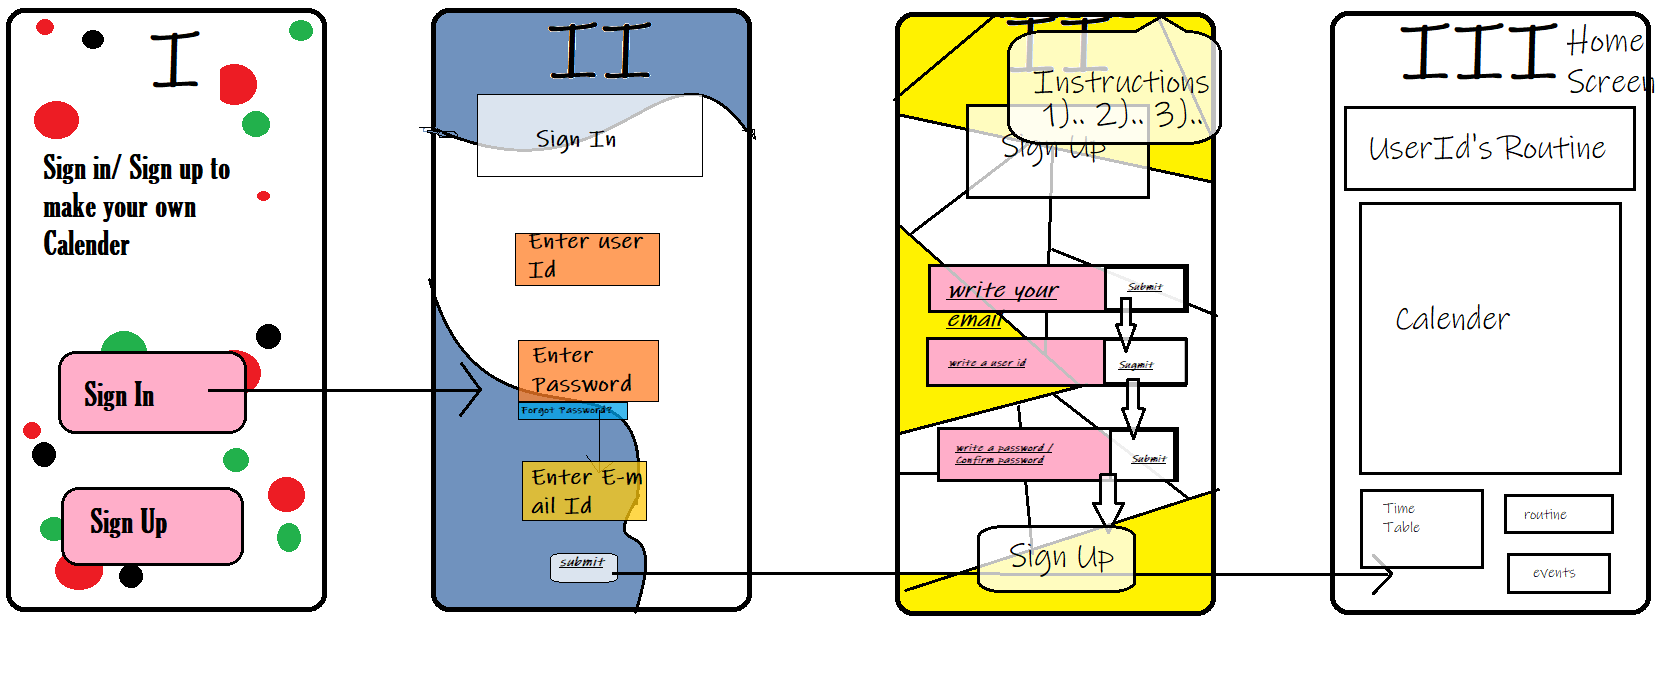 I
Sign in/ Sign up to
make your own
Calender
Sign In
Sign Up
II
Sign In
Enter user
Id
Enter
Password
Forgot Password?
Enter E-m
ail Id
submit
II
Instructions
1).. 2).. 3)..
Sign Up
write your
email
Submit
write a user id
Sugmit
write a password /
Confirm password
Submit
Sign Up
III
Home
Screen
UserId's Routine
Calender
Time
Table
routine
events